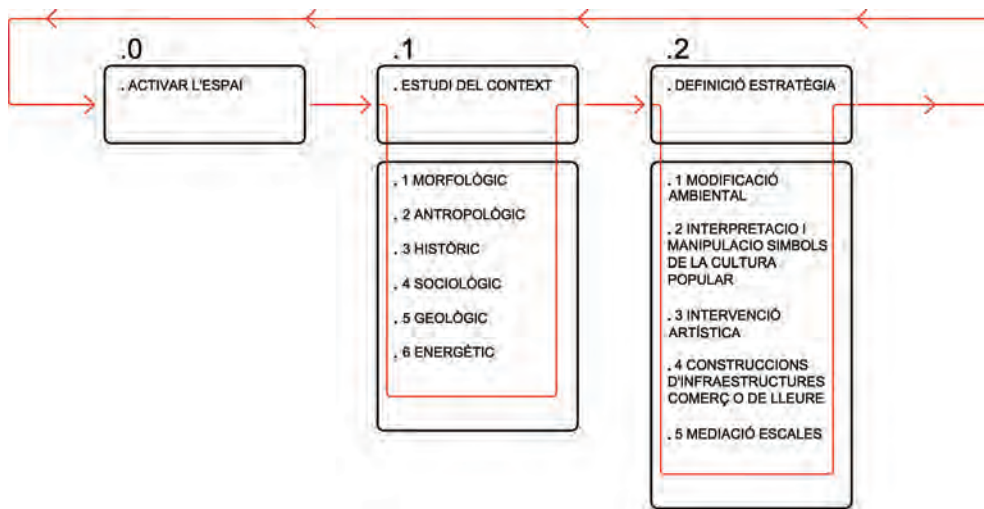 .0
. ACTIVAR L'ESPAI
.1
. ESTUDI DEL CONTEXT
. 1 MORFOLÒGIC
. 2 ANTROPOLÒGIC
. 3 HISTÒRIC
. 4 SOCIOLÒGIC
. 5 GEOLÒGIC
. 6 ENERGÈTIC
.2
. DEFINICIÓ ESTRATÈGIA
. 1 MODIFICACIÓ
AMBIENTAL
. 2 INTERPRETACIO I
MANIPULACIO SIMBOLS
DE LA CULTURA
POPULAR
. 3 INTERVENCIÓ
ARTÍSTICA
. 4 CONSTRUCCIONS
D'INFRAESTRUCTURES
COMERÇ O DE LLEURE
. 5 MEDIACIÓ ESCALES